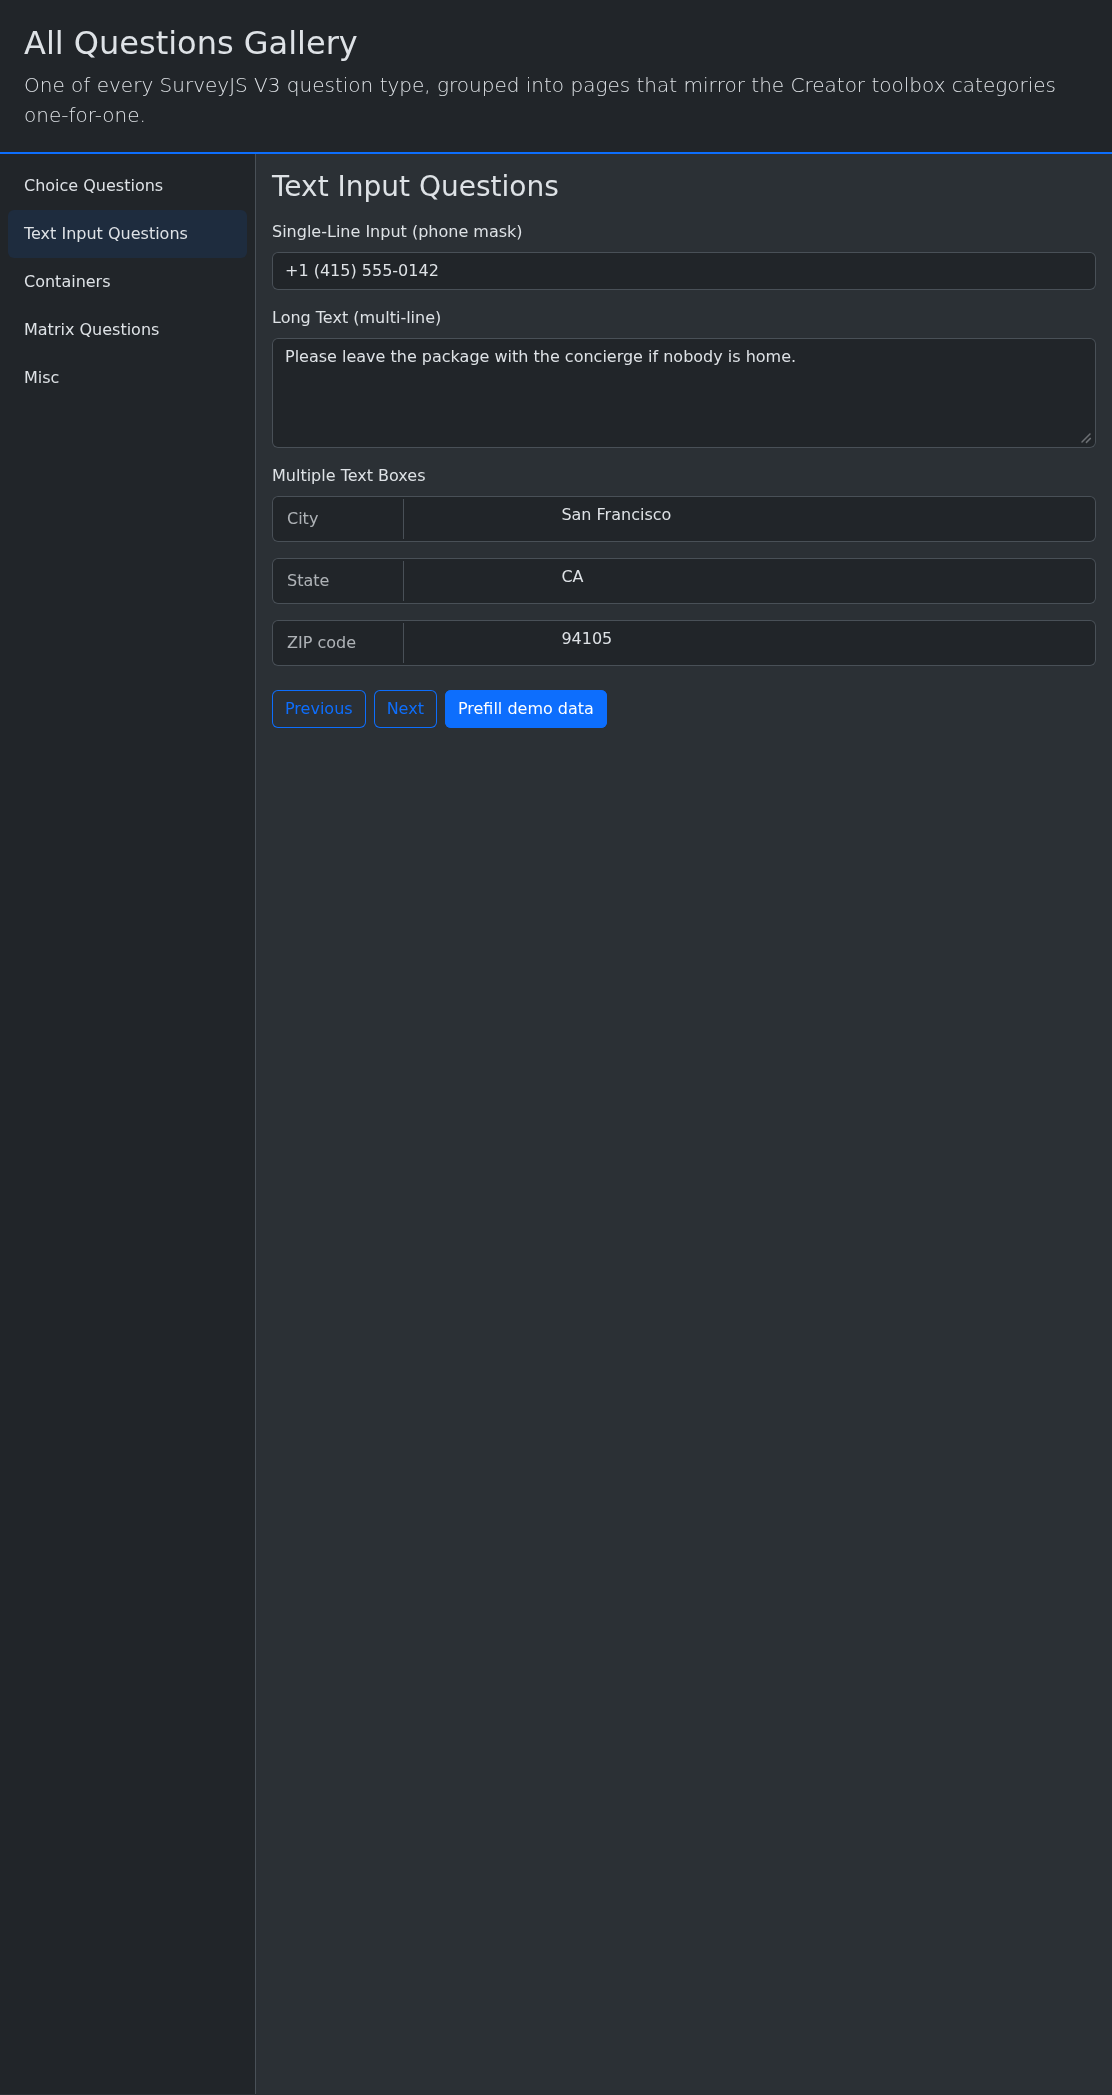 All Questions Gallery
One of every SurveyJS V3 question type, grouped into pages that mirror the Creator toolbox categories
one-for-one.
Choice Questions
Text Input Questions
Containers
Matrix Questions
Misc
Text Input Questions
Single-Line Input (phone mask)
+1 (415) 555-0142
Long Text (multi-line)
Please leave the package with the concierge if nobody is home.
Multiple Text Boxes
City San Francisco
State CA
ZIP code 94105
Previous Next Prefill demo data